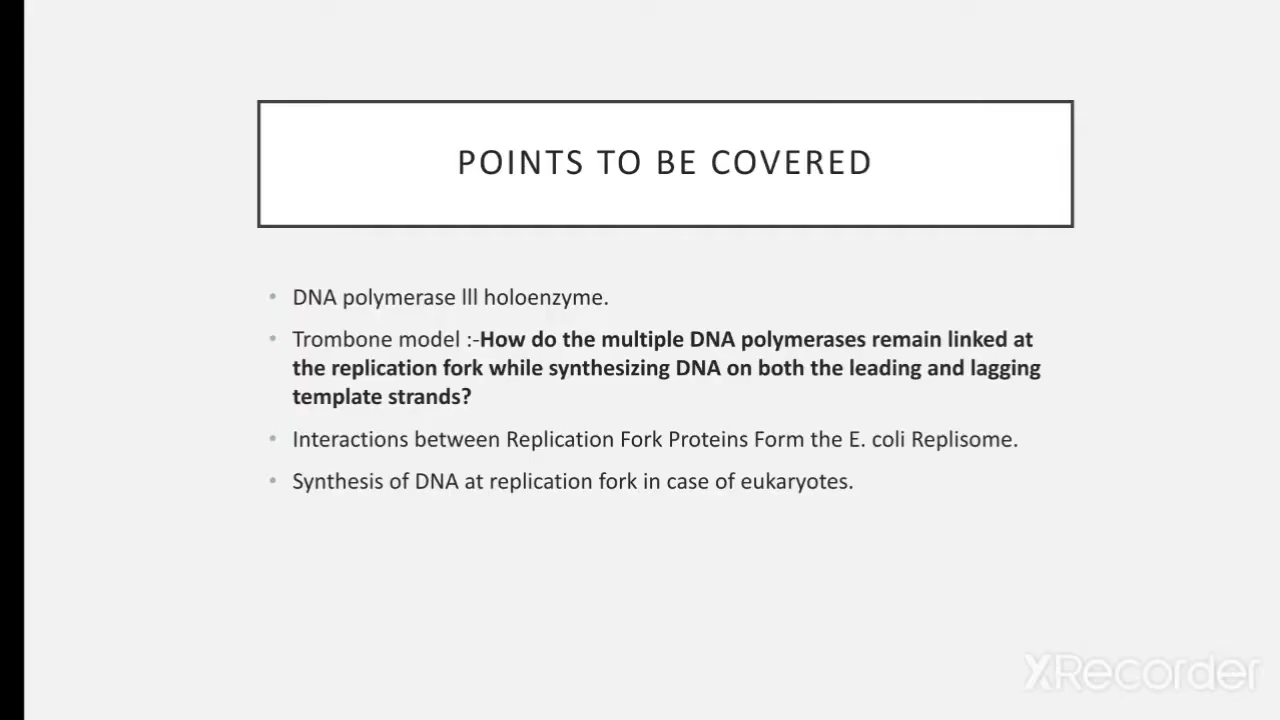 POINTS TO BE COVERED
• DNA polymerase lll holoenzyme.
• Trombone model :-How do the multiple DNA polymerases remain linked at
the replication fork while synthesizing DNA on both the leading and lagging
template strands?
• Interactions between Replication Fork Proteins Form the E. coli Replisome.
• Synthesis of DNA at replication fork in case of eukaryotes.
XRecorder